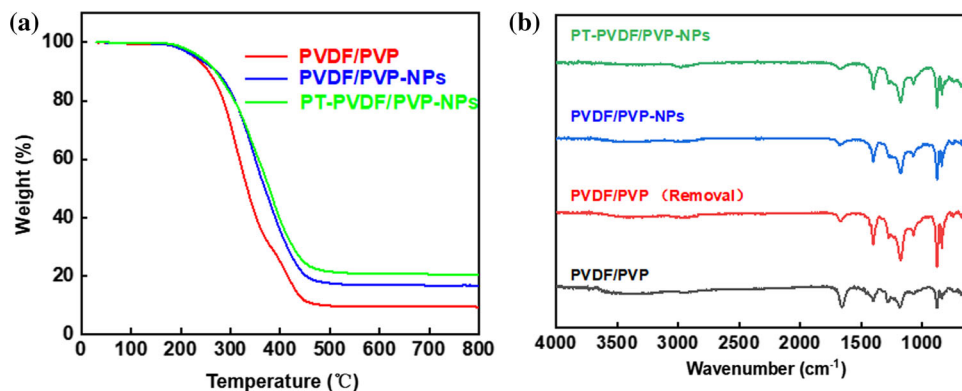 (a)
100
80
60
40
20
0
Weight (%)
PVDF/PVP
PVDF/PVP-NPs
PT-PVDF/PVP-NPs
0 100 200 300 400 500 600 700 800
Temperature (℃)
(b)
PT-PVDF/PVP-NPs
PVDF/PVP-NPs
PVDF/PVP （Removal）
PVDF/PVP
4000 3500 3000 2500 2000 1500 1000
Wavenumber (cm⁻¹)